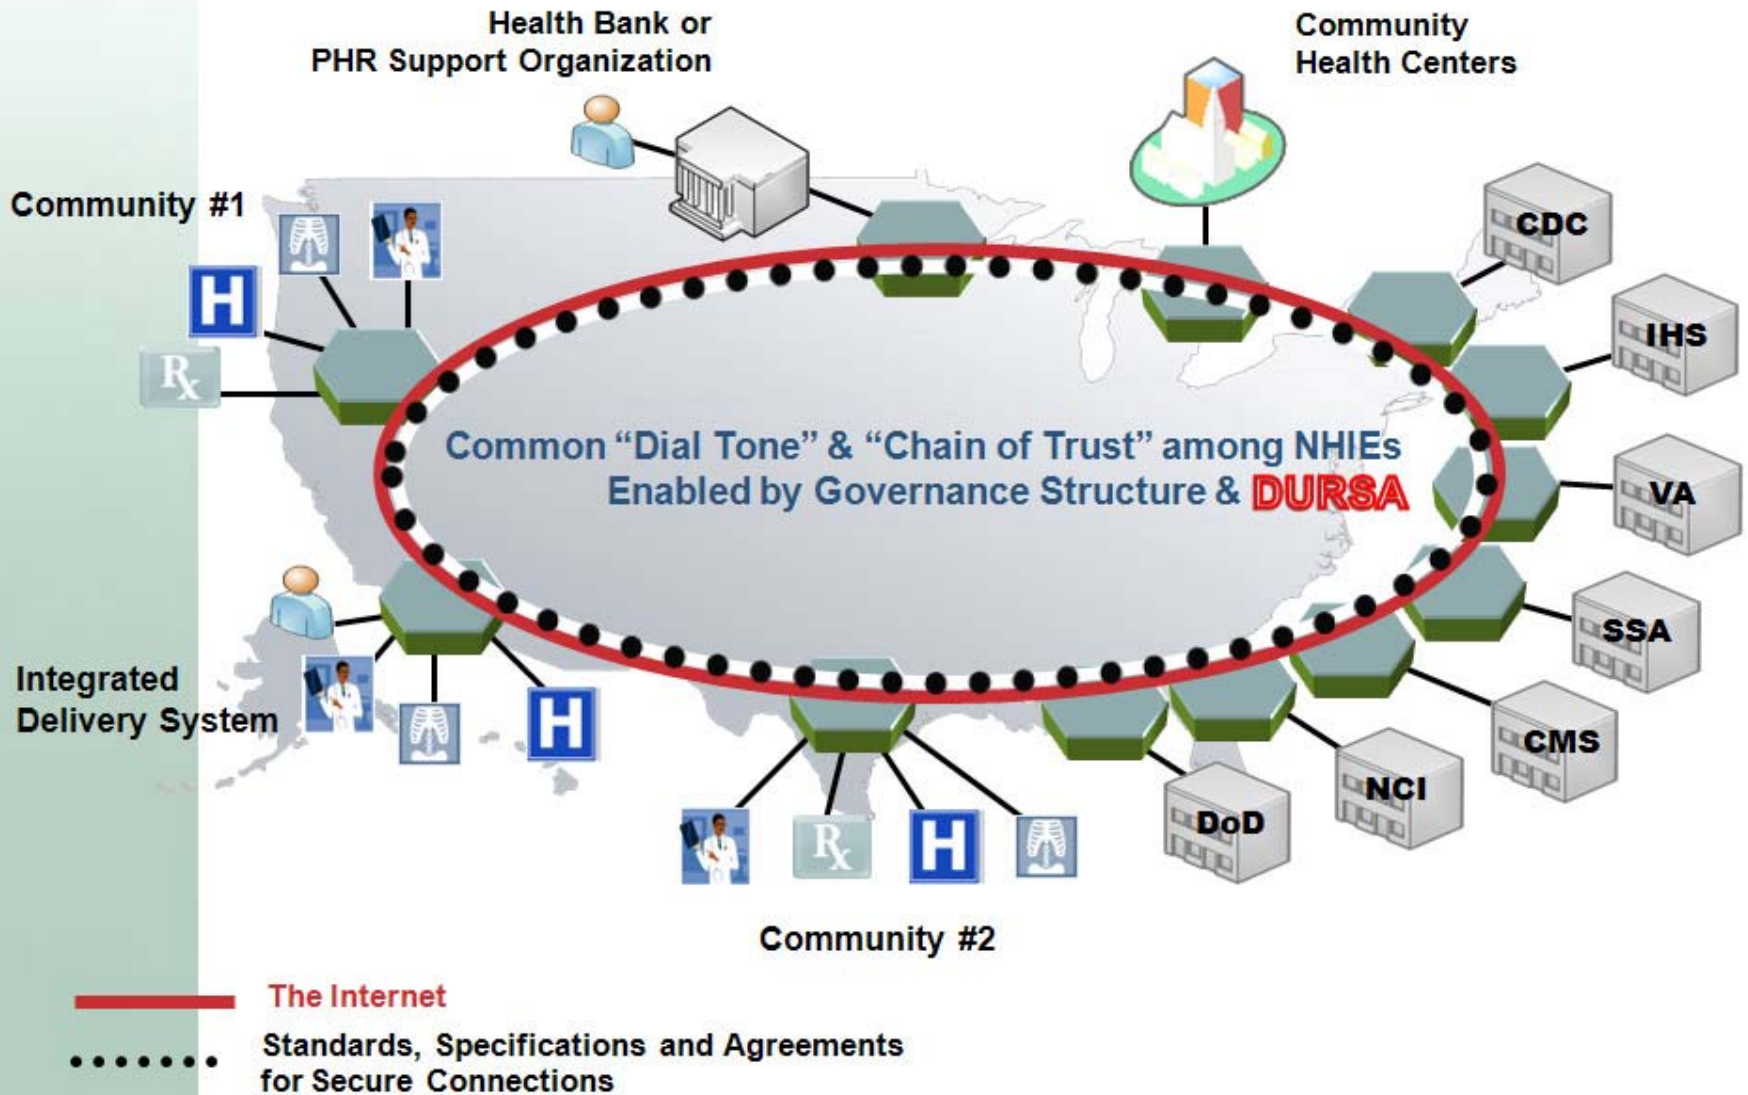 Health Bank or
PHR Support Organization
Community
Health Centers
Community #1
H
Rx
CDC
IHS
VA
SSA
CMS
NCI
DoD
Common “Dial Tone” & “Chain of Trust” among NHIEs
Enabled by Governance Structure & DURSA
Integrated
Delivery System
H
Rx
H
Community #2
The Internet
Standards, Specifications and Agreements
for Secure Connections